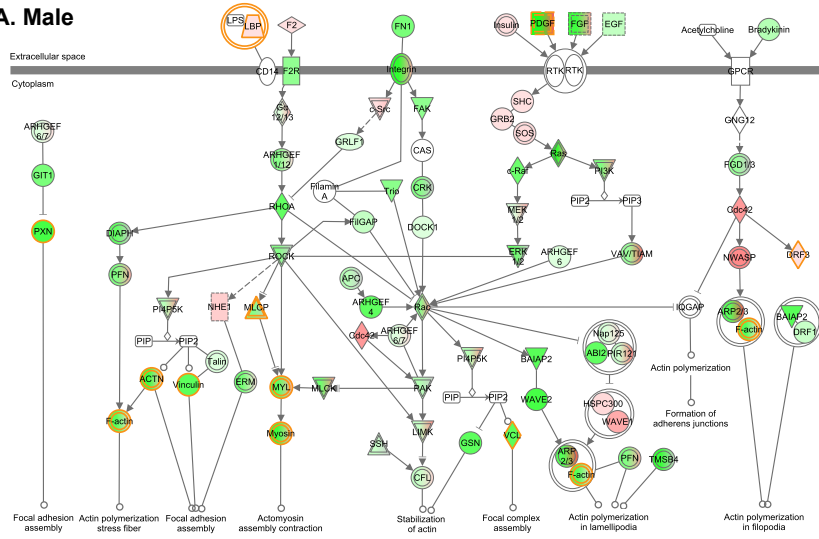 A. Male
LPS
LBP
F2
FN1
Insulin
PDGF
FGF
EGF
Acetylcholine
Bradykinin
Extracellular space
Cytoplasm
CD14
F2R
Integrin
RTK
RTK
GPCR
Gα
12/13
c-Src
FAK
SHC
GRB2
SOS
GNG12
ARHGEF
6/7
GRLF1
CAS
ARHGEF
1/12
c-Raf
Ras
PI3K
FGD1/3
GIT1
Filamin
A
Trio
CRK
RHOA
PIP2
PIP3
Cdc42
MEK
1/2
PXN
DIAPH
FilGAP
DOCK1
ROCK
ERK
1/2
ARHGEF
6
VAV/TIAM
NWASP
DRF3
PFN
APC
PI4P5K
NHE1
MLCP
ARHGEF
4
Rac
IQGAP
ARP2/3
F-actin
BAIAP2
DRF1
PIP
PIP2
Cdc42
ARHGEF
6/7
Nap125
ABI2
PIR121
Talin
PI4P5K
BAIAP2
Actin polymerization
ACTN
Vinculin
ERM
MYL
MLCK
PAK
PIP
PIP2
WAVE2
HSPC300
WAVE1
Formation of
adherens junctions
F-actin
Myosin
SSH
LIMK
GSN
VCL
ARP
2/3
F-actin
PFN
TMSB4
CFL
Focal adhesion
assembly
Actin polymerization
stress fiber
Focal adhesion
assembly
Actomyosin
assembly contraction
Stabilization
of actin
Focal complex
assembly
Actin polymerization
in lamellipodia
Actin polymerization
in filopodia